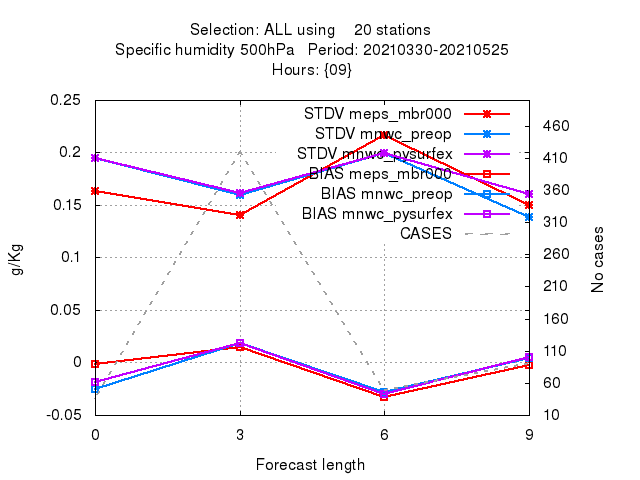 Selection: ALL using 20 stations
Specific humidity 500hPa Period: 20210330-20210525
Hours: {09}
STDV meps_mbr000
STDV mnwc_preop
STDV mnwc_pysurfex
BIAS meps_mbr000
BIAS mnwc_preop
BIAS mnwc_pysurfex
CASES
0.25
0.2
0.15
0.1
0.05
0
-0.05
g/Kg
460
410
360
310
260
210
160
110
60
10
No cases
0 3 6 9
Forecast length